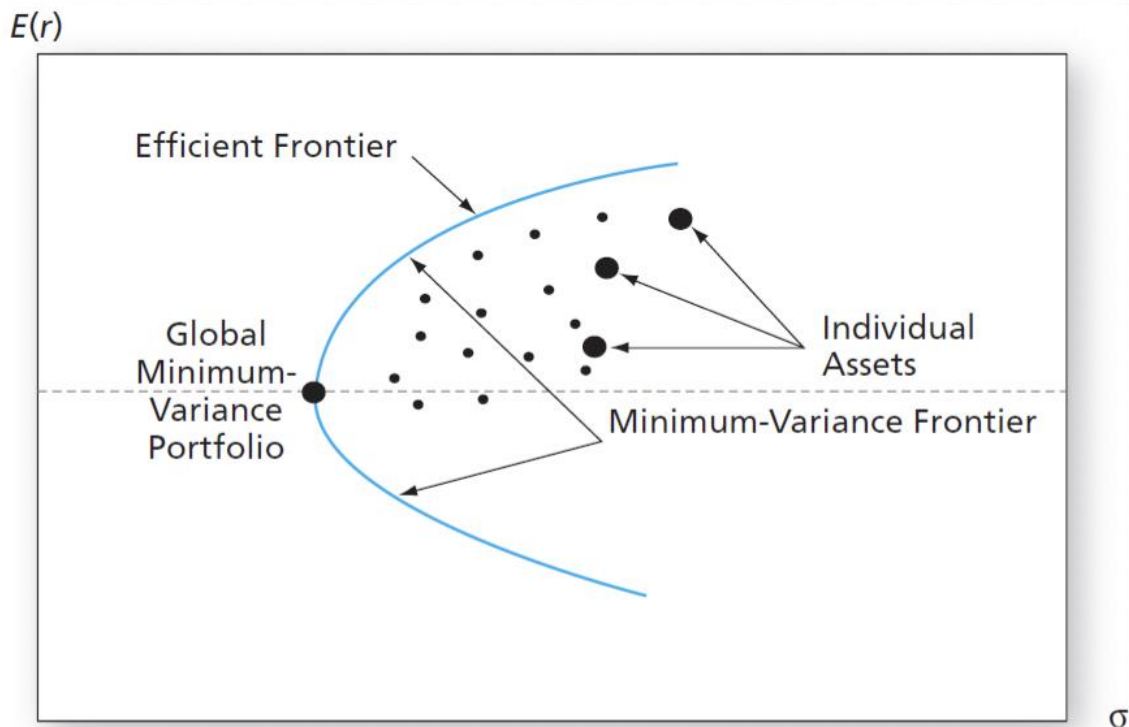 E(r)
Efficient Frontier
Global
Minimum-
Variance
Portfolio
Individual
Assets
Minimum-Variance Frontier
σ